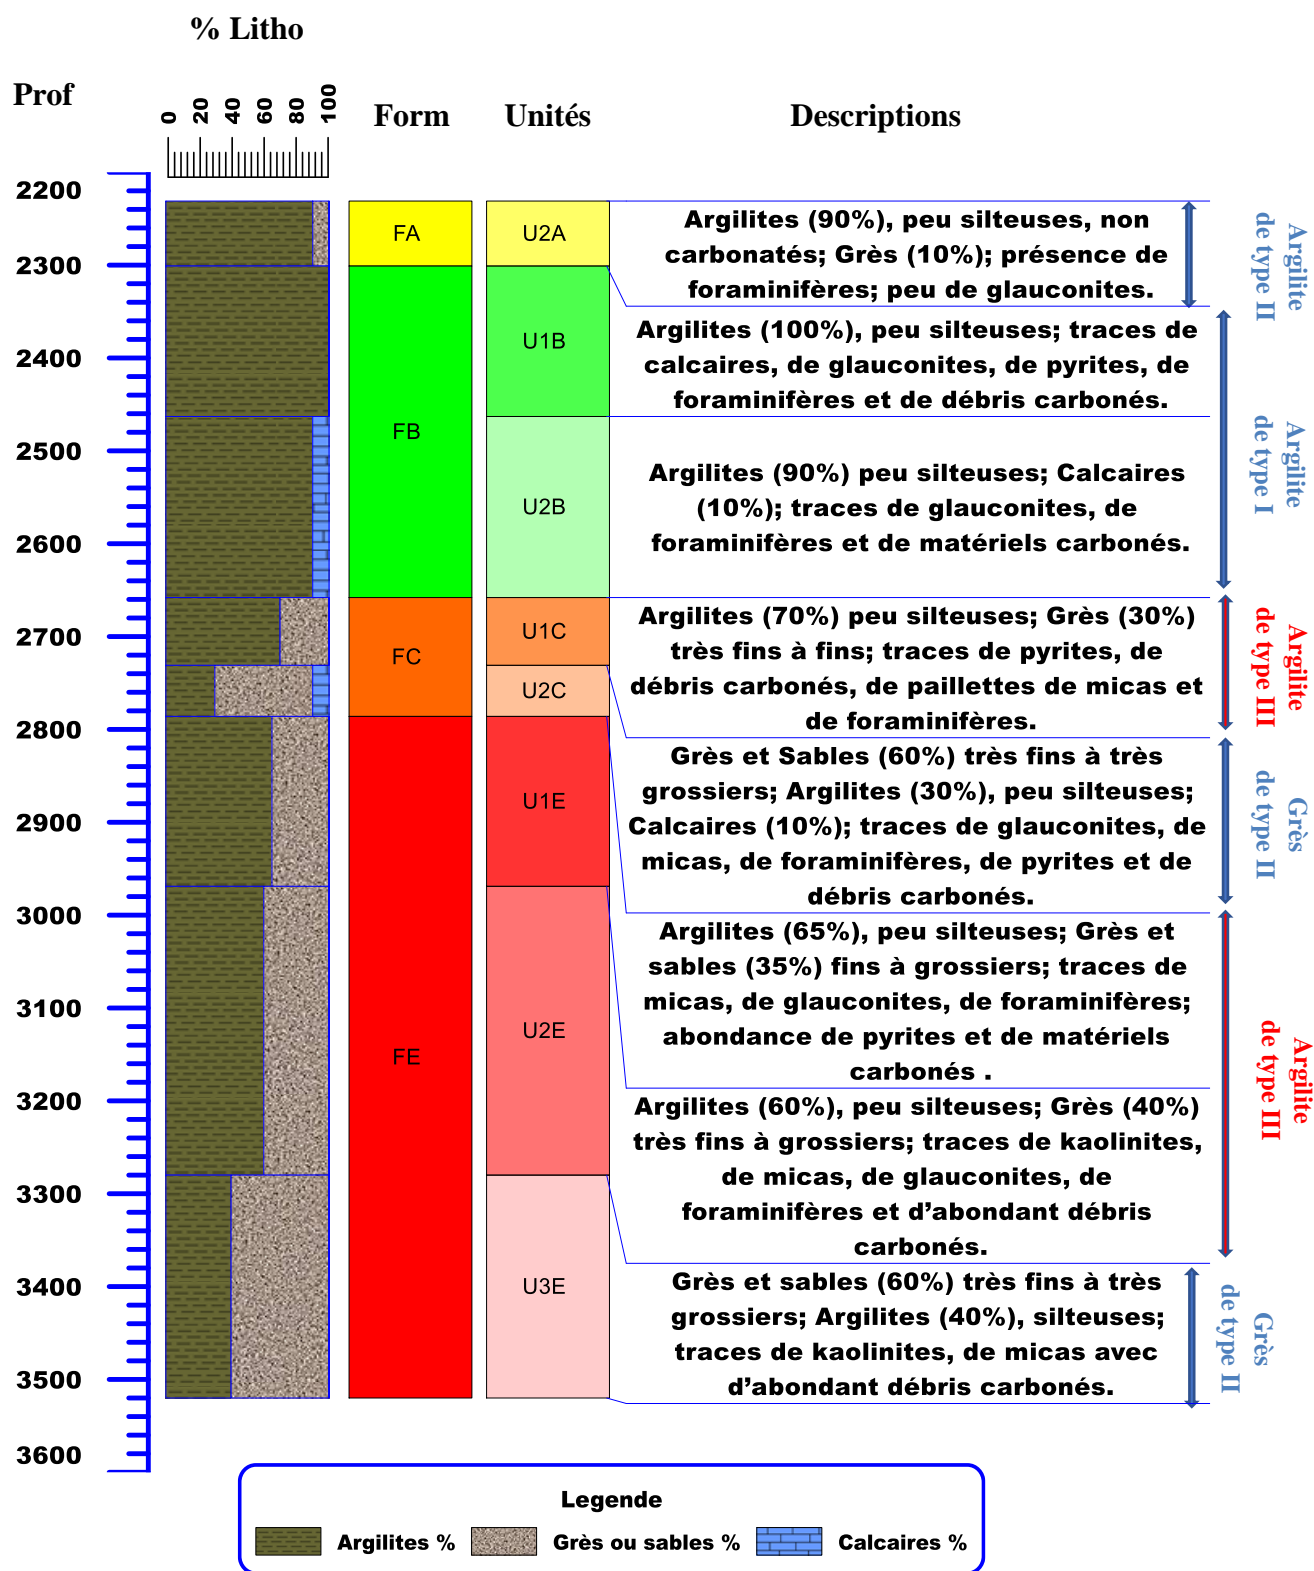 % Litho
Prof
0
20
40
60
80
100
Form
Unités
Descriptions
2200
2300
2400
2500
2600
2700
2800
2900
3000
3100
3200
3300
3400
3500
3600
FA
FB
FC
FE
U2A
U1B
U2B
U1C
U2C
U1E
U2E
U3E
Argilites (90%), peu silteuses, non
carbonatés; Grès (10%); présence de
foraminifères; peu de glauconites.
Argilites (100%), peu silteuses; traces de
calcaires, de glauconites, de pyrites, de
foraminifères et de débris carbonés.
Argilites (90%) peu silteuses; Calcaires
(10%); traces de glauconites, de
foraminifères et de matériels carbonés.
Argilites (70%) peu silteuses; Grès (30%)
très fins à fins; traces de pyrites, de
débris carbonés, de paillettes de micas et
de foraminifères.
Grès et Sables (60%) très fins à très
grossiers; Argilites (30%), peu silteuses;
Calcaires (10%); traces de glauconites, de
micas, de foraminifères, de pyrites et de
débris carbonés.
Argilites (65%), peu silteuses; Grès et
sables (35%) fins à grossiers; traces de
micas, de glauconites, de foraminifères;
abondance de pyrites et de matériels
carbonés .
Argilites (60%), peu silteuses; Grès (40%)
très fins à grossiers; traces de kaolinites,
de micas, de glauconites, de
foraminifères et d’abondant débris
carbonés.
Grès et sables (60%) très fins à très
grossiers; Argilites (40%), silteuses;
traces de kaolinites, de micas avec
d’abondant débris carbonés.
Argilite
de type II
Argilite
de type I
Argilite
de type III
Grès
de type II
Argilite
de type III
Grès
de type II
Legende
Argilites %
Grès ou sables %
Calcaires %